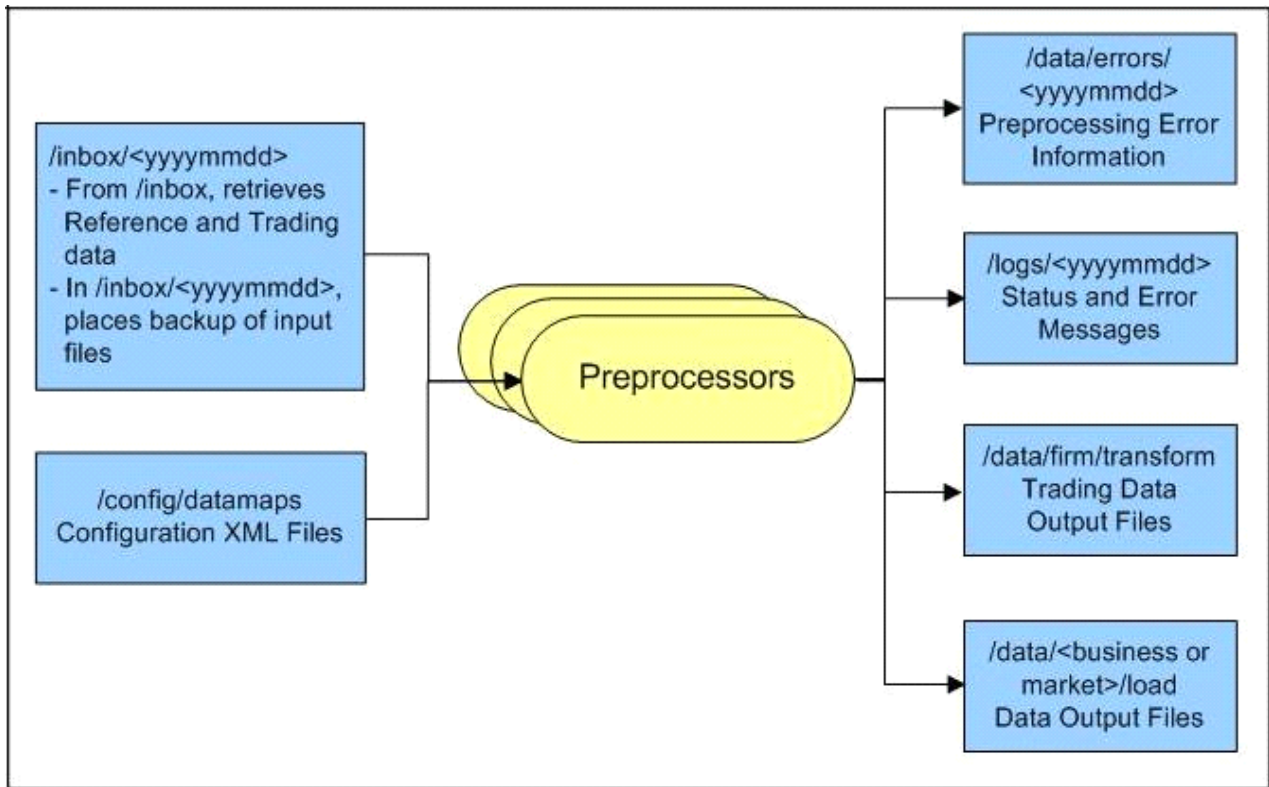 /inbox/<yyyymmdd>
- From /inbox, retrieves
Reference and Trading
data
- In /inbox/<yyyymmdd>,
places backup of input
files
/config/datamaps
Configuration XML Files
Preprocessors
/data/errors/
<yyyymmdd>
Preprocessing Error
Information
/logs/<yyyymmdd>
Status and Error
Messages
/data/firm/transform
Trading Data
Output Files
/data/<business or
market>/load
Data Output Files